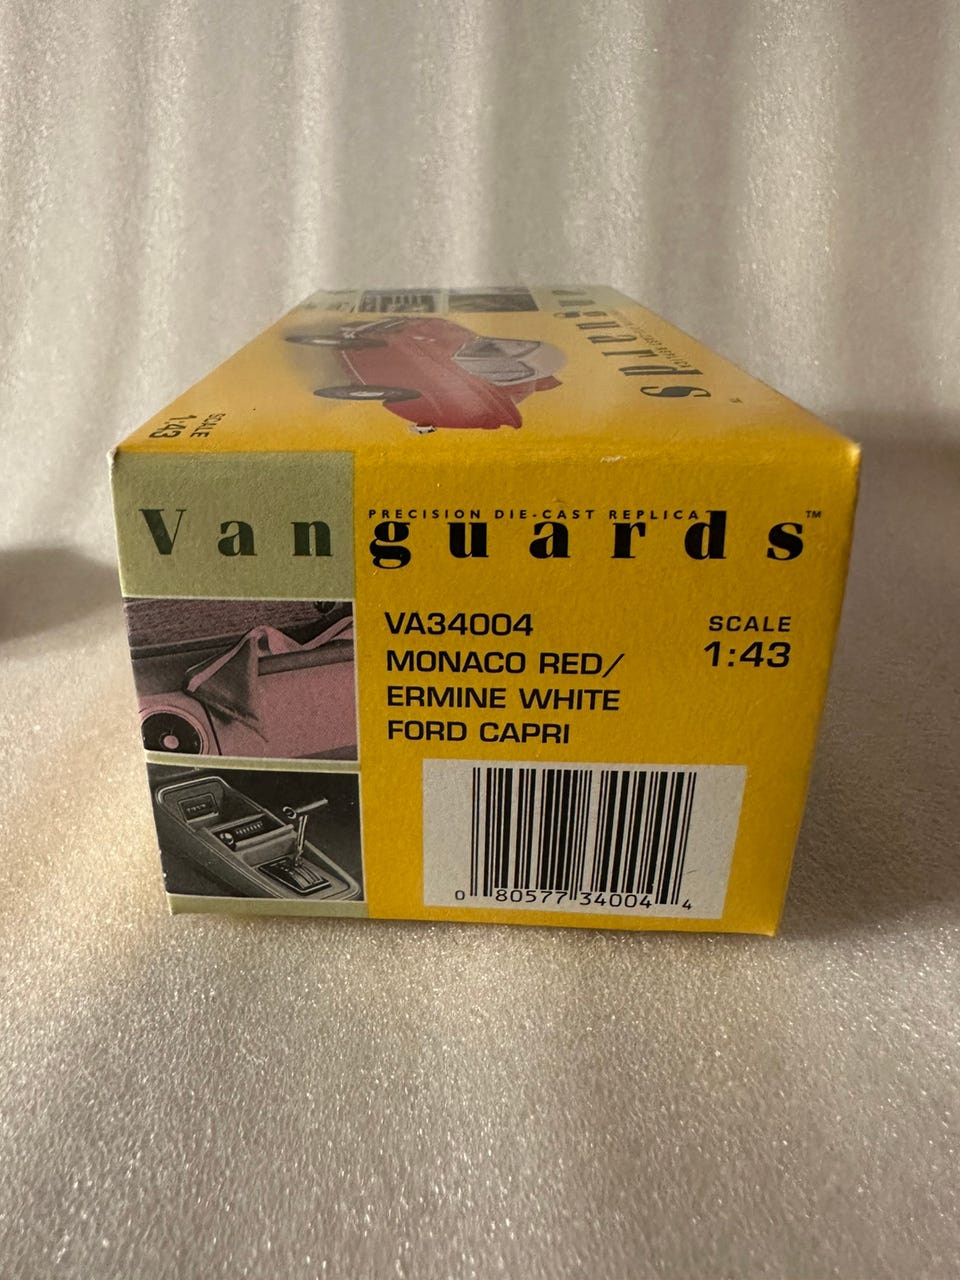 Vanguards
SCALE
1:43
PRECISION DIE-CAST REPLICA
Vanguards™
VA34004
MONACO RED/
ERMINE WHITE
FORD CAPRI
SCALE
1:43
0 80577 34004 4